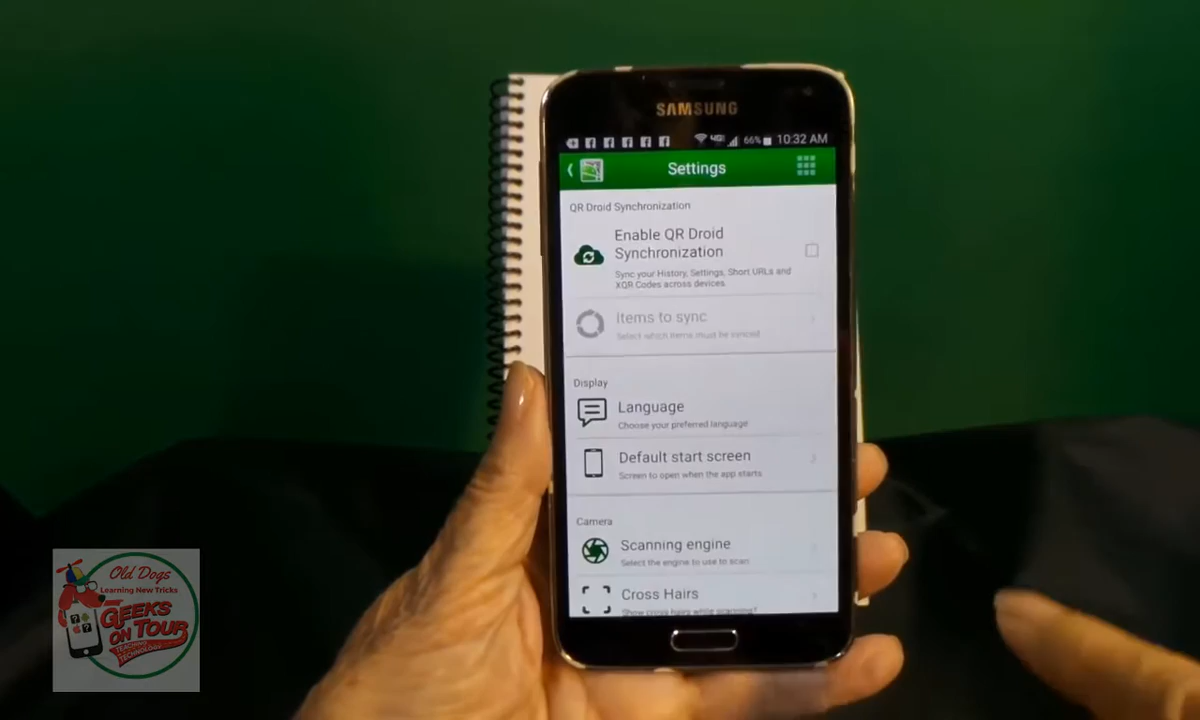 SAMSUNG
66% 10:32 AM
Settings
QR Droid Synchronization
Enable QR Droid
Synchronization
Sync your History, Settings, Short URLs and
XQR Codes across devices
Items to sync
Select which items must be synced
Display
Language
Choose your preferred language
Default start screen
Screen to open when the app starts
Camera
Scanning engine
Select the engine to use to scan
Cross Hairs
Show cross hairs while scanning?
Old Dogs
Learning New Tricks
GEEKS
ON TOUR
TEACHING
TECHNOLOGY